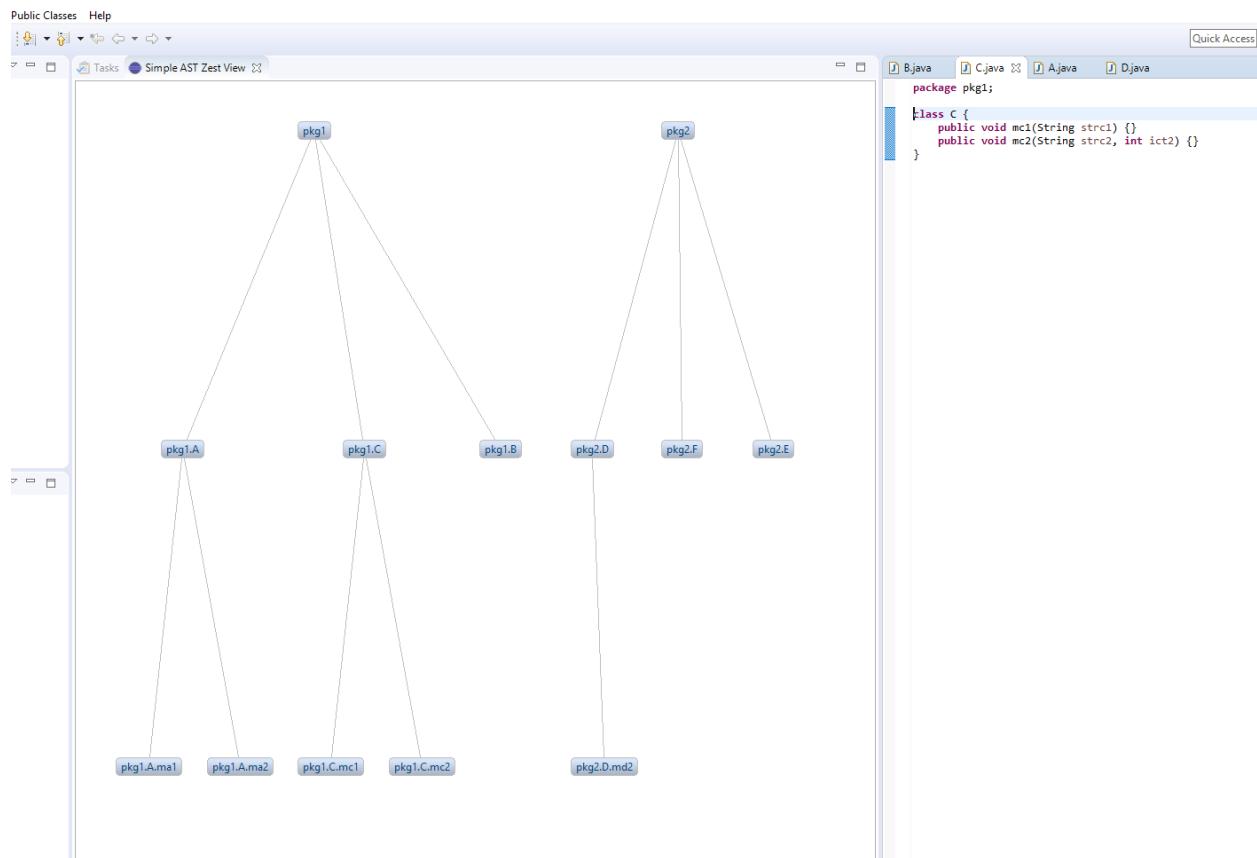 Public Classes Help
Quick Access
Tasks Simple AST Zest View
B.java C.java A.java D.java
pkg1 pkg2
pkg1.A pkg1.C pkg1.B pkg2.D pkg2.F pkg2.E
pkg1.A.ma1 pkg1.A.ma2 pkg1.C.mc1 pkg1.C.mc2 pkg2.D.md2
package pkg1;
class C {
    public void mc1(String strc1) {}
    public void mc2(String strc2, int ict2) {}
}